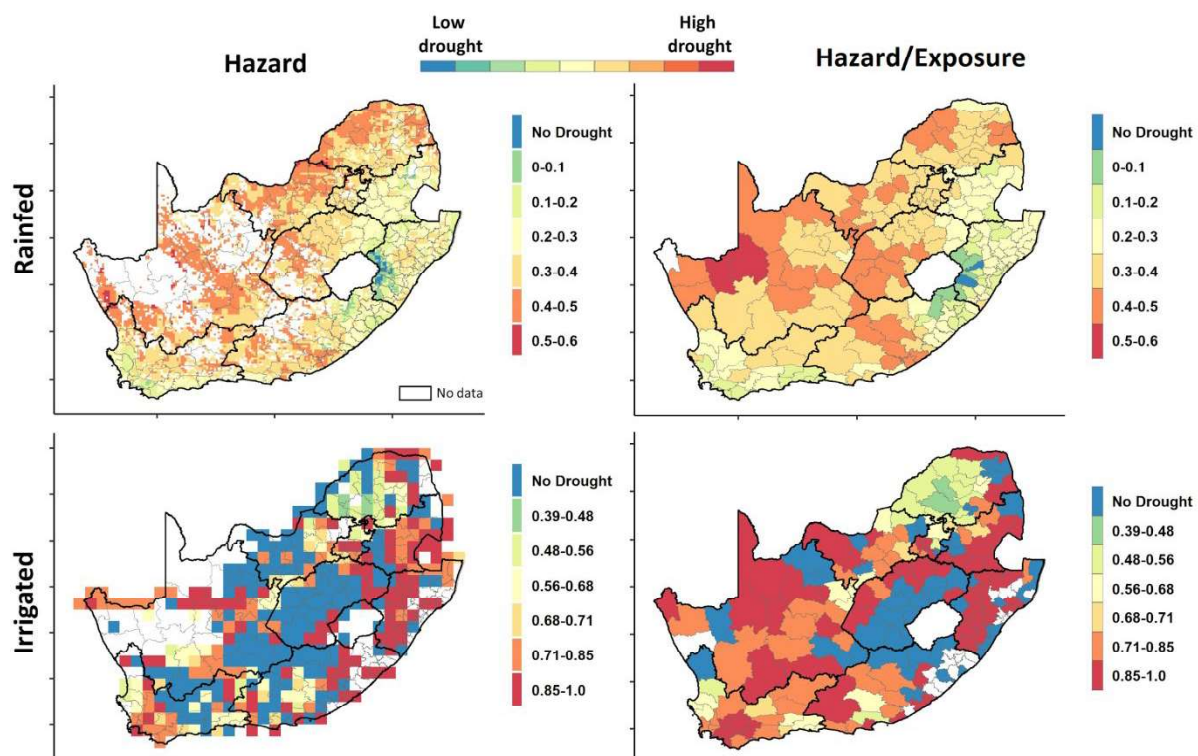 Low drought
High drought
Hazard
Hazard/Exposure
Rainfed
No Drought
0-0.1
0.1-0.2
0.2-0.3
0.3-0.4
0.4-0.5
0.5-0.6
No data
No Drought
0-0.1
0.1-0.2
0.2-0.3
0.3-0.4
0.4-0.5
0.5-0.6
Irrigated
No Drought
0.39-0.48
0.48-0.56
0.56-0.68
0.68-0.71
0.71-0.85
0.85-1.0
No Drought
0.39-0.48
0.48-0.56
0.56-0.68
0.68-0.71
0.71-0.85
0.85-1.0